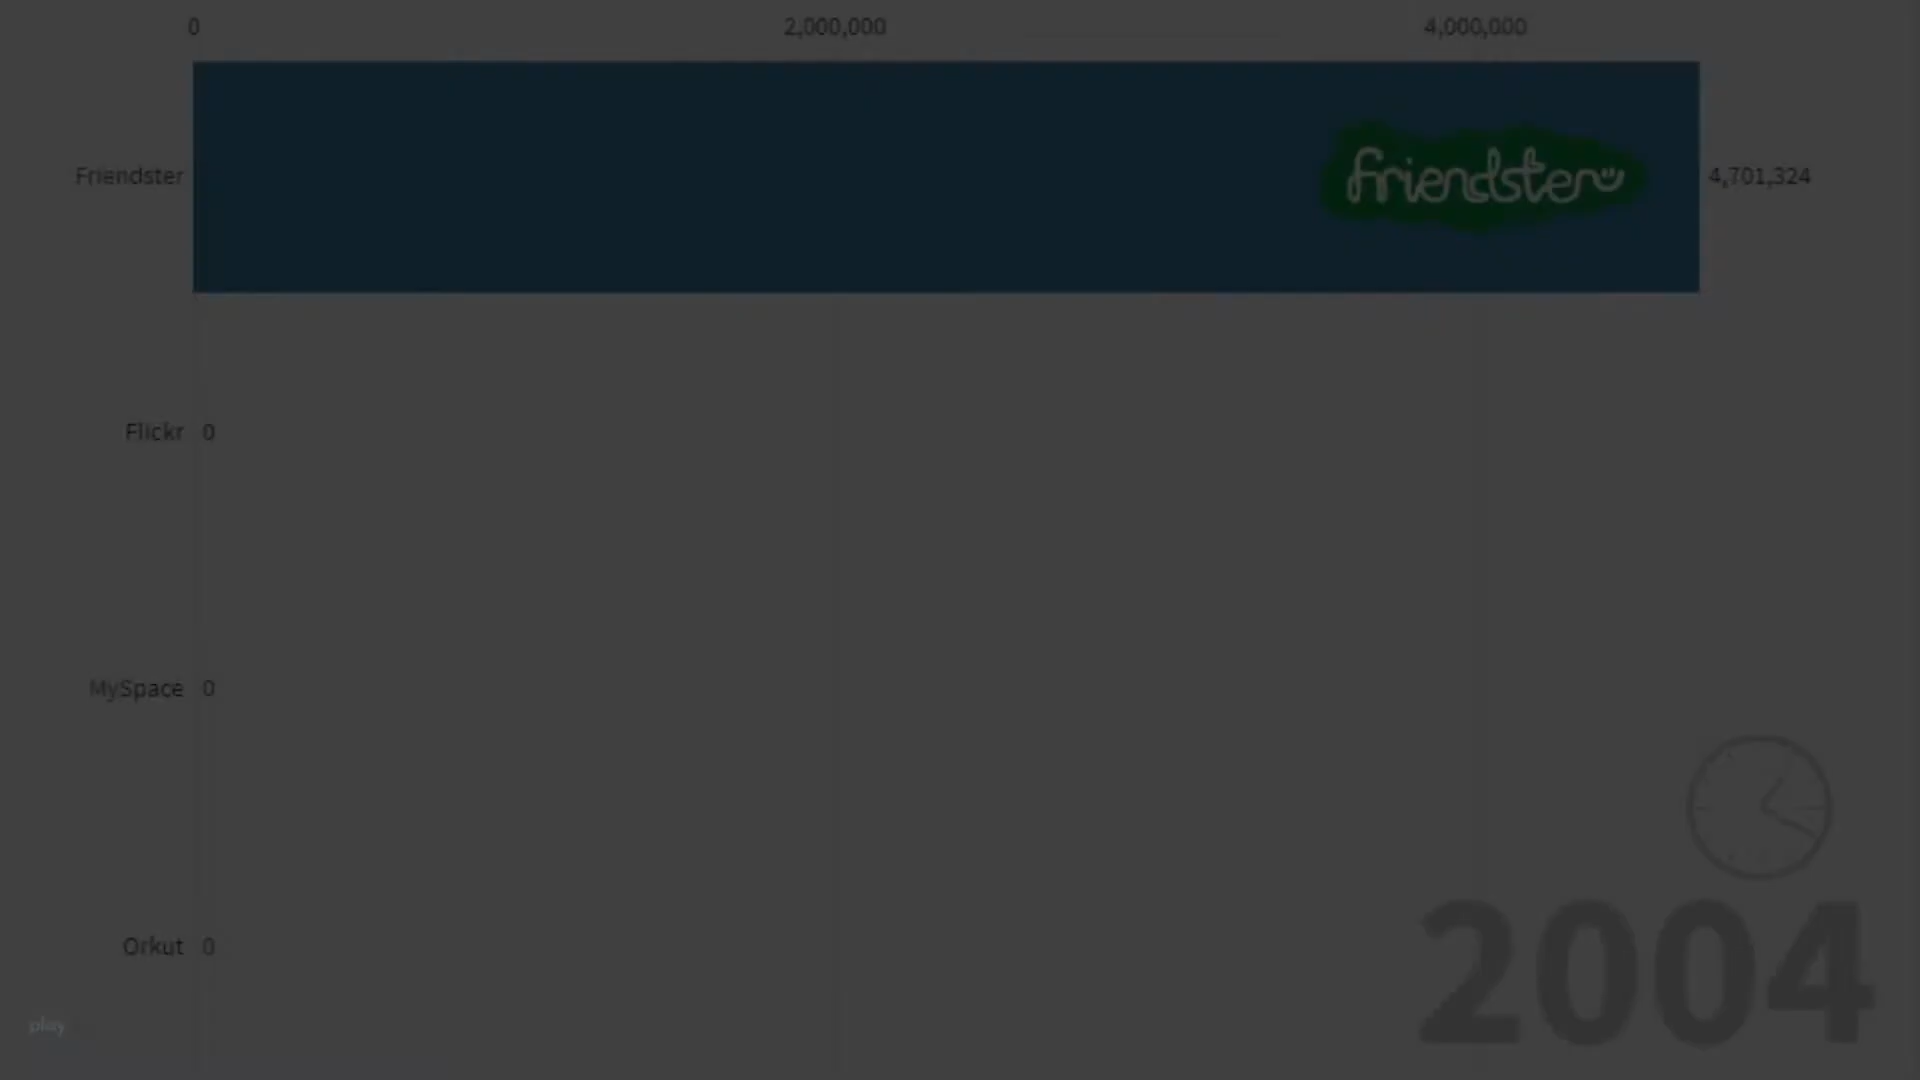 0 2,000,000 4,000,000
Friendster friendster 4,701,324
Flickr 0
MySpace 0
Orkut 0
2004
play